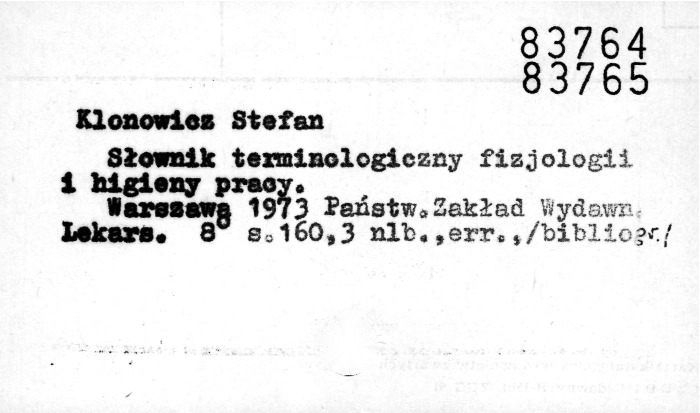 83764
83765
Klonowicz Stefan
Słownik terminologiczny fizjologii
i higieny pracy.
Warszawa 1973 Państw.Zakład Wydawn.
Lekars. 8° s.160,3 nlb.,err.,/bibliogr/